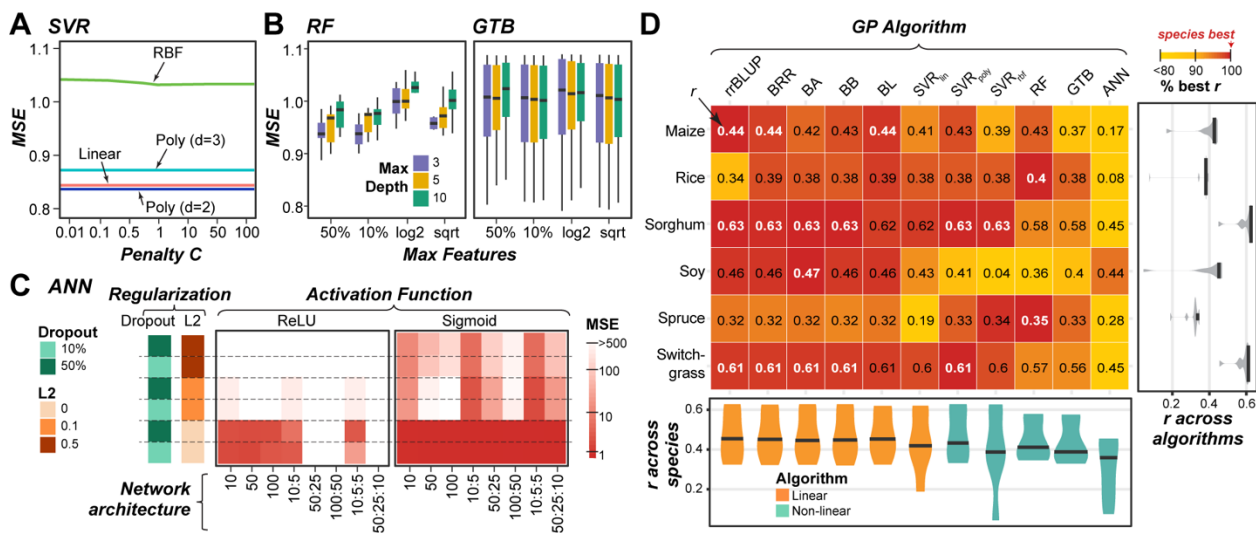 A SVR
1.1
1.0
0.9
0.8
MSE
RBF
Poly (d=3)
Linear
Poly (d=2)
0.01 0.1 0.5 1 5 10 50 100
Penalty C
B RF GTB
1.1
1.0
0.9
0.8
MSE
Max
Depth
3
5
10
50% 10% log2 sqrt 50% 10% log2 sqrt
Max Features
C ANN
Regularization
Activation Function
Dropout L2 ReLU Sigmoid
Dropout
10%
50%
L2
0
0.1
0.5
MSE
>500
100
10
1
Network
architecture
10 50 100 10:5 50:25 100:50 10:5:5 50:25:10 10 50 100 10:5 50:25 100:50 10:5:5 50:25:10
D GP Algorithm
species best
<80 90 100
% best r
r
rrBLUP BRR BA BB BL SVRlin SVRpoly SVRrbf RF GTB ANN
Maize 0.44 0.44 0.42 0.43 0.44 0.41 0.43 0.39 0.43 0.37 0.17
Rice 0.34 0.39 0.38 0.38 0.39 0.38 0.38 0.38 0.4 0.38 0.08
Sorghum 0.63 0.63 0.63 0.63 0.62 0.62 0.63 0.63 0.58 0.58 0.45
Soy 0.46 0.46 0.47 0.46 0.46 0.43 0.41 0.04 0.36 0.4 0.44
Spruce 0.32 0.32 0.32 0.32 0.32 0.19 0.33 0.34 0.35 0.33 0.28
Switch-
grass 0.61 0.61 0.61 0.61 0.61 0.6 0.61 0.6 0.57 0.56 0.45
0.2 0.4 0.6
r across
algorithms
r across
species
0.6
0.4
0.2
Algorithm
Linear
Non-linear